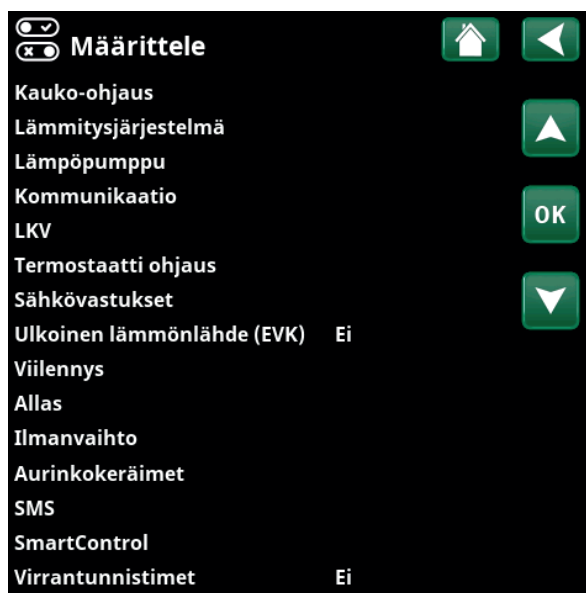 Määrittele
Kauko-ohjaus
Lämmitysjärjestelmä
Lämpöpumppu
Kommunikaatio
OK
LKV
Termostaatti ohjaus
Sähkövastukset
Ulkoinen lämmönlähde (EVK) Ei
Viilennys
Allas
Ilmanvaihto
Aurinkokeräimet
SMS
SmartControl
Virrantunnistimet Ei